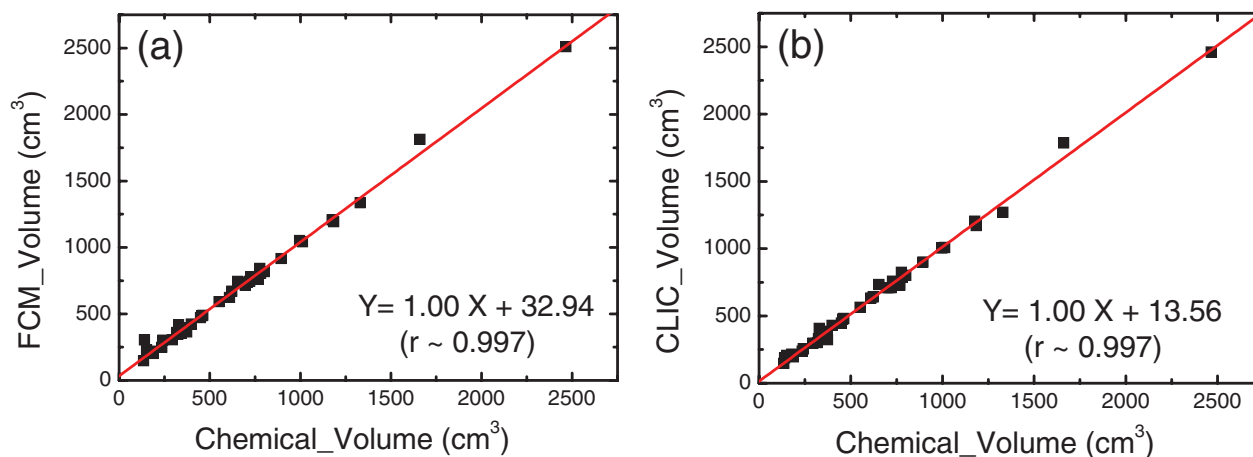 (a)
FCM_Volume (cm³)
2500
2000
1500
1000
500
0
Y= 1.00 X + 32.94
(r ~ 0.997)
0 500 1000 1500 2000 2500
Chemical_Volume (cm³)
(b)
CLIC_Volume (cm³)
2500
2000
1500
1000
500
0
Y= 1.00 X + 13.56
(r ~ 0.997)
0 500 1000 1500 2000 2500
Chemical_Volume (cm³)